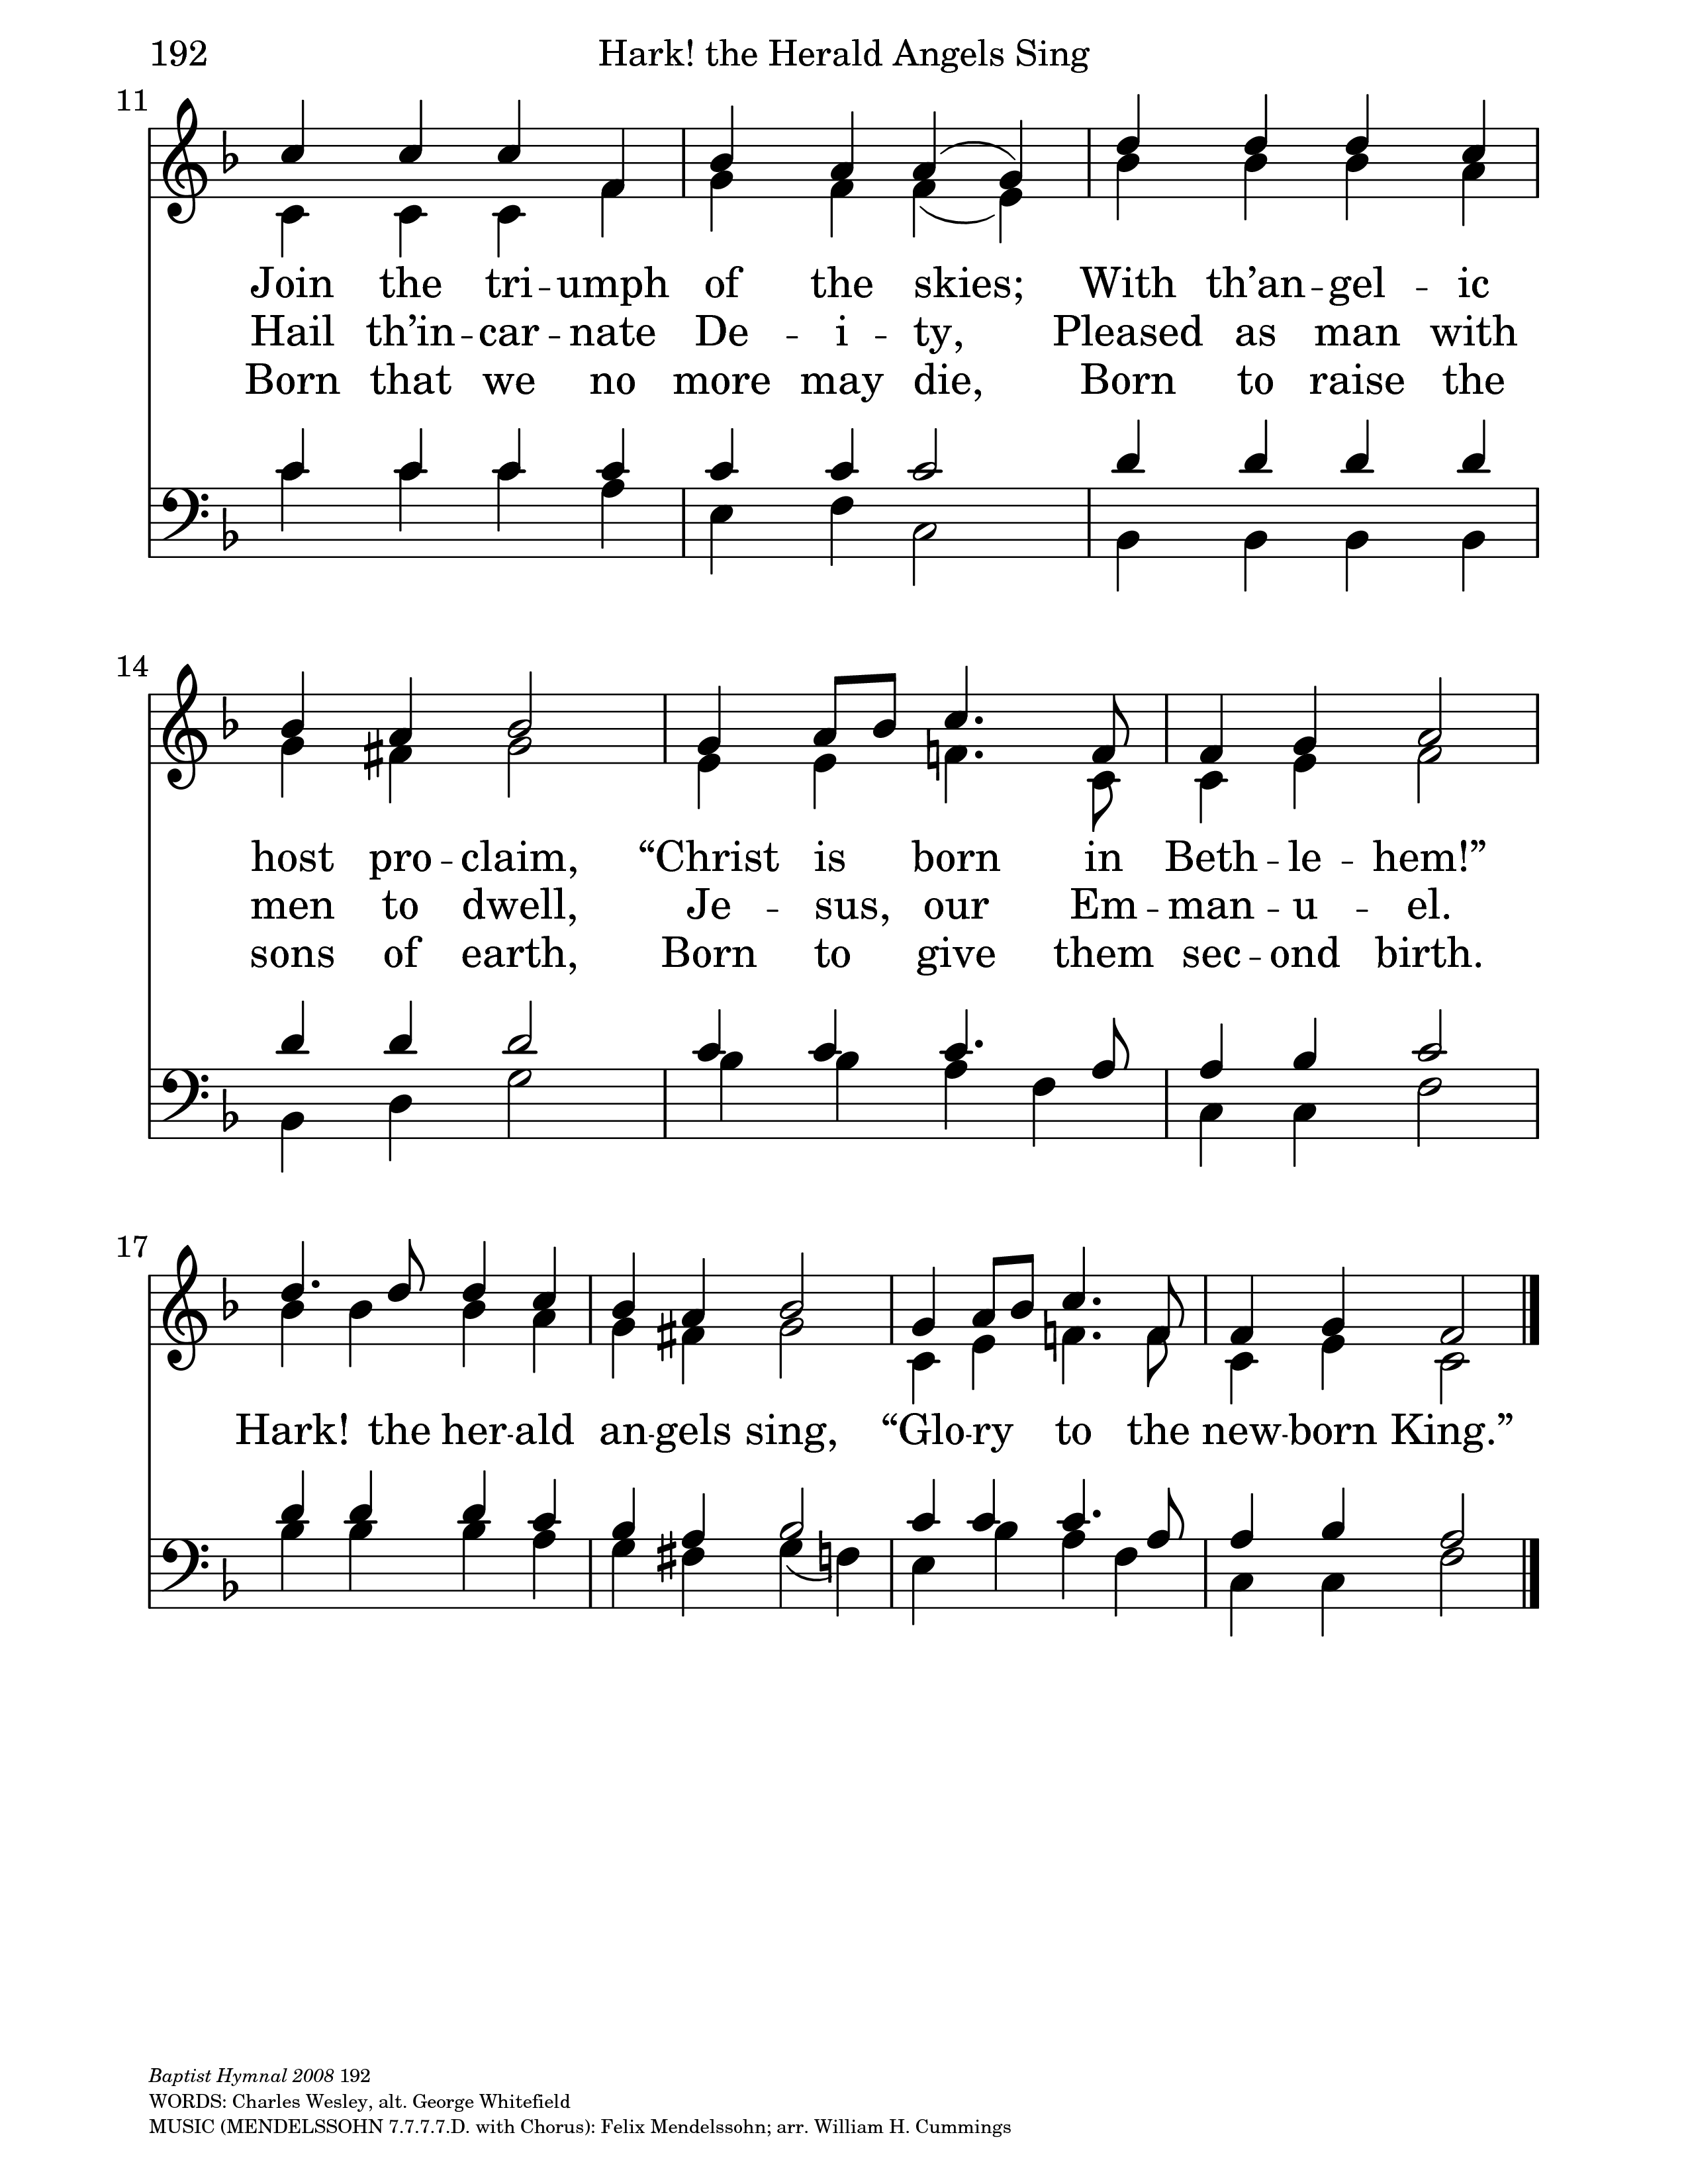 192 Hark! the Herald Angels Sing
11
Join the tri -- umph of the skies; With th’an -- gel -- ic
Hail th’in -- car -- nate De -- i -- ty, Pleased as man with
Born that we no more may die, Born to raise the
14
host pro -- claim, “Christ is born in Beth -- le -- hem!”
men to dwell, Je -- sus, our Em -- man -- u -- el.
sons of earth, Born to give them sec -- ond birth.
17
Hark! the her -- ald an -- gels sing, “Glo -- ry to the new -- born King.”
Baptist Hymnal 2008 192
WORDS: Charles Wesley, alt. George Whitefield
MUSIC (MENDELSSOHN 7.7.7.7.D. with Chorus): Felix Mendelssohn; arr. William H. Cummings